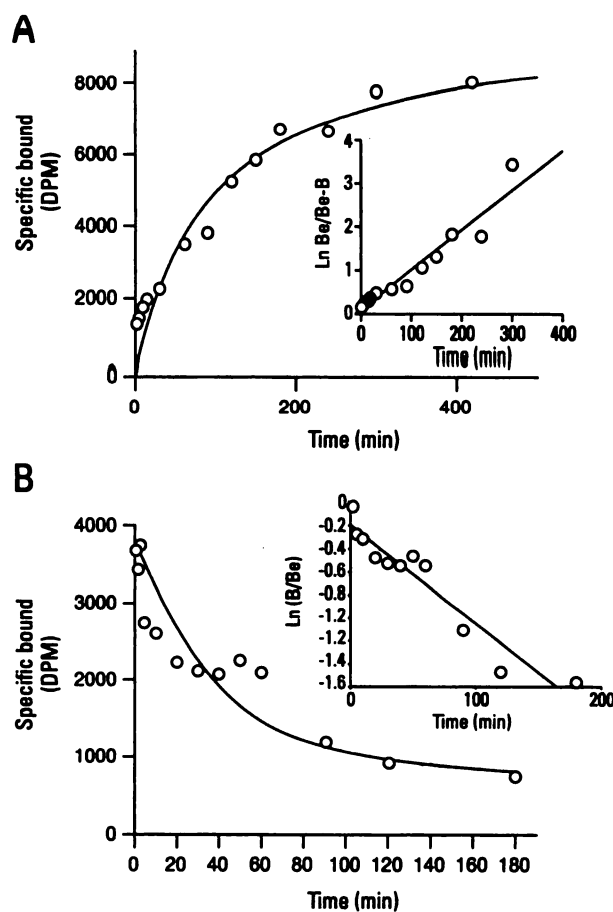 A
8000
6000
4000
2000
0
Specific bound
(DPM)
0 200 400
Time (min)
4
3
2
1
0
Ln Be/Be-B
0 100 200 300 400
Time (min)
B
4000
3000
2000
1000
0
Specific bound
(DPM)
0 20 40 60 80 100 120 140 160 180
Time (min)
0
-0.2
-0.4
-0.6
-0.8
-1.2
-1.2
-1.4
-1.6
Ln (B/Be)
0 100 200
Time (min)